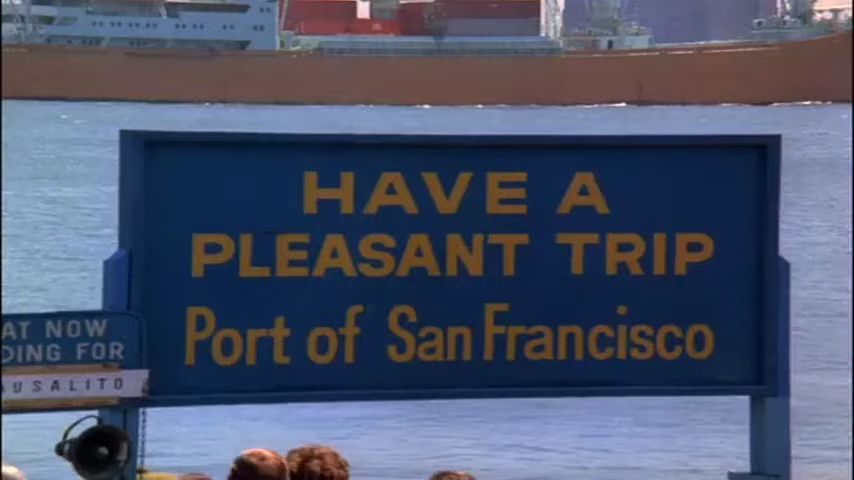 HAVE A
PLEASANT TRIP
Port of San Francisco
AT NOW
DING FOR
AUSALITO